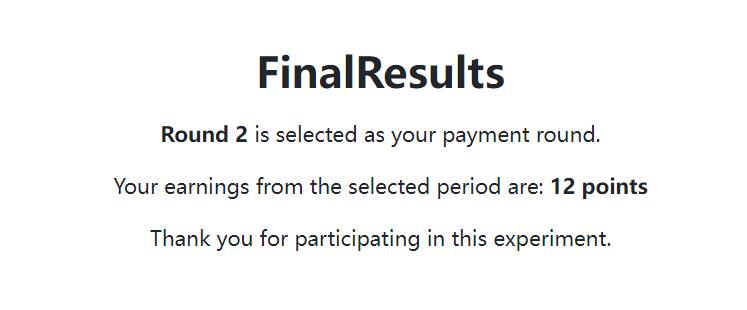 FinalResults
Round 2 is selected as your payment round.
Your earnings from the selected period are: 12 points
Thank you for participating in this experiment.